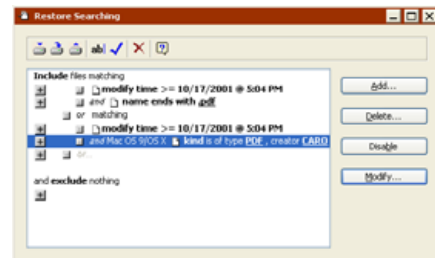 Restore Searching
abl
Include files matching
modify time >= 10/17/2001 @ 5:04 PM
and name ends with .pdf
or matching
modify time >= 10/17/2001 @ 5:04 PM
and Mac OS 9/OS X kind is of type PDF , creator CARO
or...
and exclude nothing
Add...
Delete...
Disable
Modify...